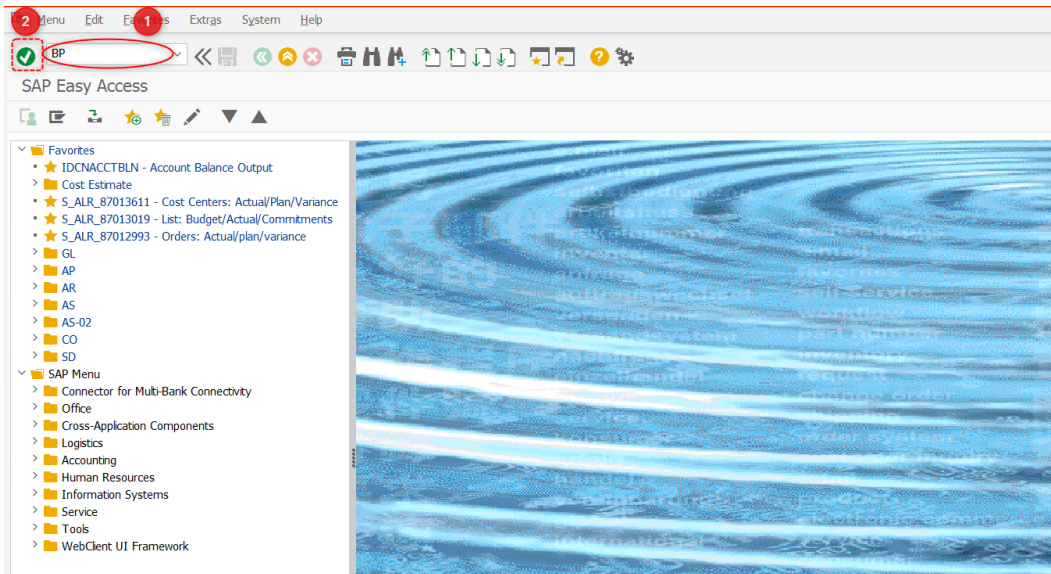 2 Menu Edit Favorites 1 Extras System Help
BP
SAP Easy Access
Favorites
IDCNACCTBLN - Account Balance Output
Cost Estimate
S_ALR_87013611 - Cost Centers: Actual/Plan/Variance
S_ALR_87013019 - List: Budget/Actual/Commitments
S_ALR_87012993 - Orders: Actual/plan/variance
GL
AP
AR
AS
AS-02
CO
SD
SAP Menu
Connector for Multi-Bank Connectivity
Office
Cross-Application Components
Logistics
Accounting
Human Resources
Information Systems
Service
Tools
WebClient UI Framework